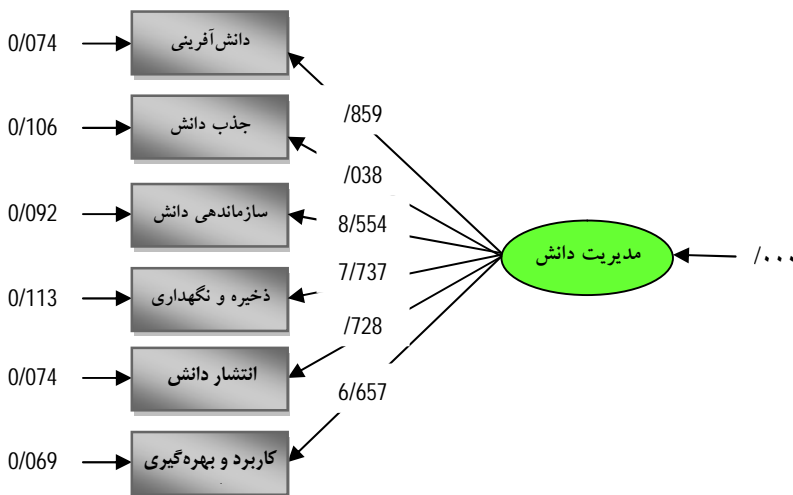 0/074
دانش‌آفرینی
/859
0/106
جذب دانش
/038
0/092
سازماندهی دانش
8/554
مدیریت دانش
/۰۰۰
7/737
0/113
ذخیره و نگهداری
/728
0/074
انتشار دانش
6/657
0/069
کاربرد و بهره‌گیری